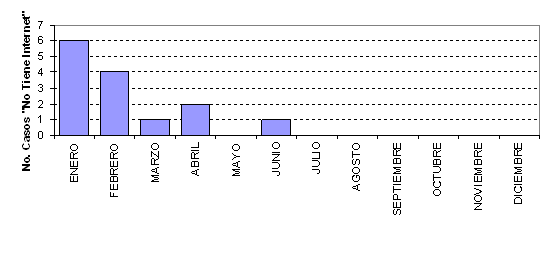 No. Casos "No Tiene Internet"
7
6
5
4
3
2
1
0
ENERO
FEBRERO
MARZO
ABRIL
MAYO
JUNIO
JULIO
AGOSTO
SEPTIEMBRE
OCTUBRE
NOVIEMBRE
DICIEMBRE